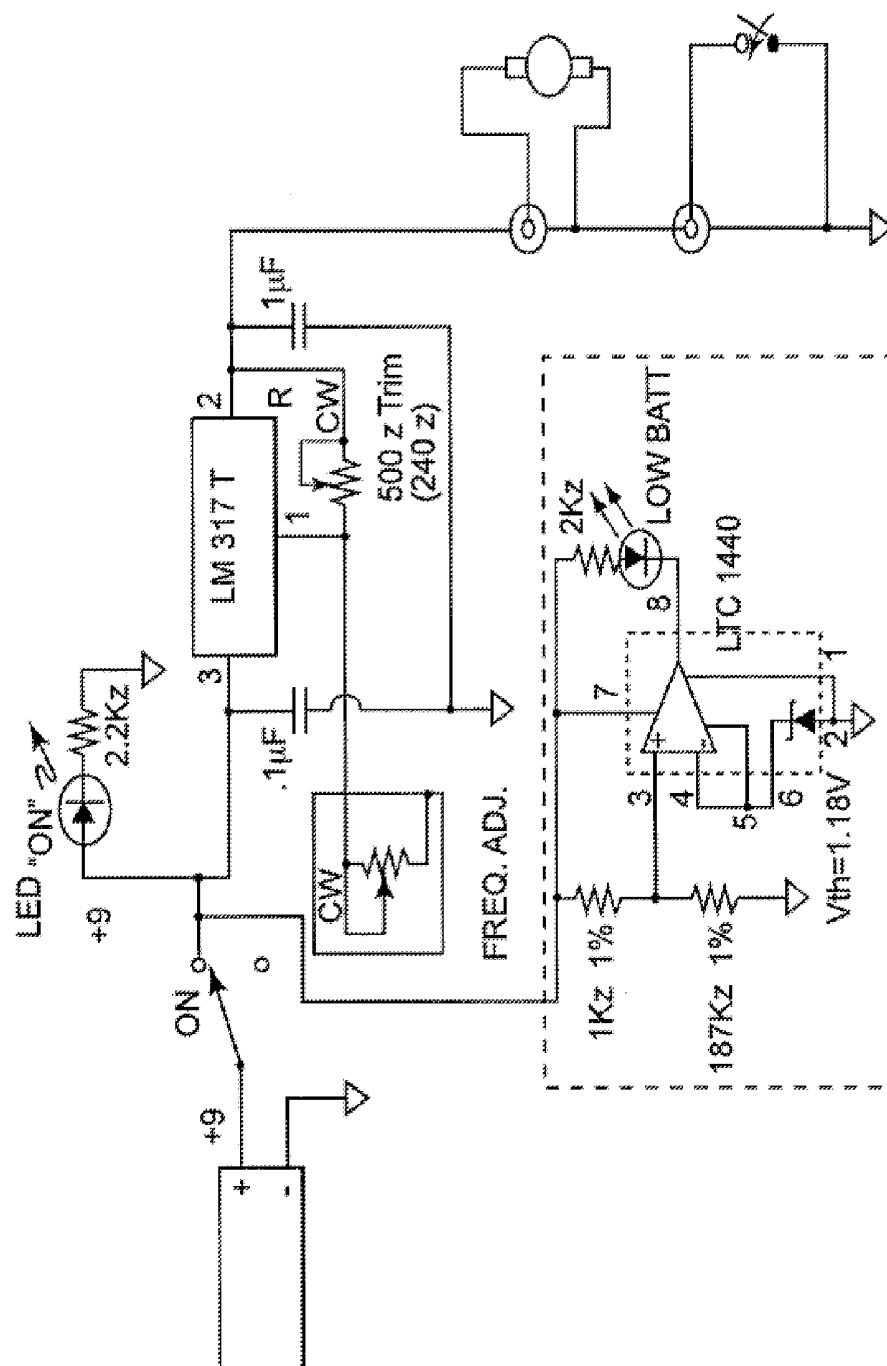 LED "ON"
2.2Kz
+9
ON
+9
+
-
3
LM 317 T
2
1
R
.1µF
1µF
CW
500 z Trim
(240 z)
CW
FREQ. ADJ.
2Kz
LOW BATT
8
7
LTC 1440
1Kz 1%
187Kz 1%
3
4
5
6
+
-
2
1
Vth=1.18V